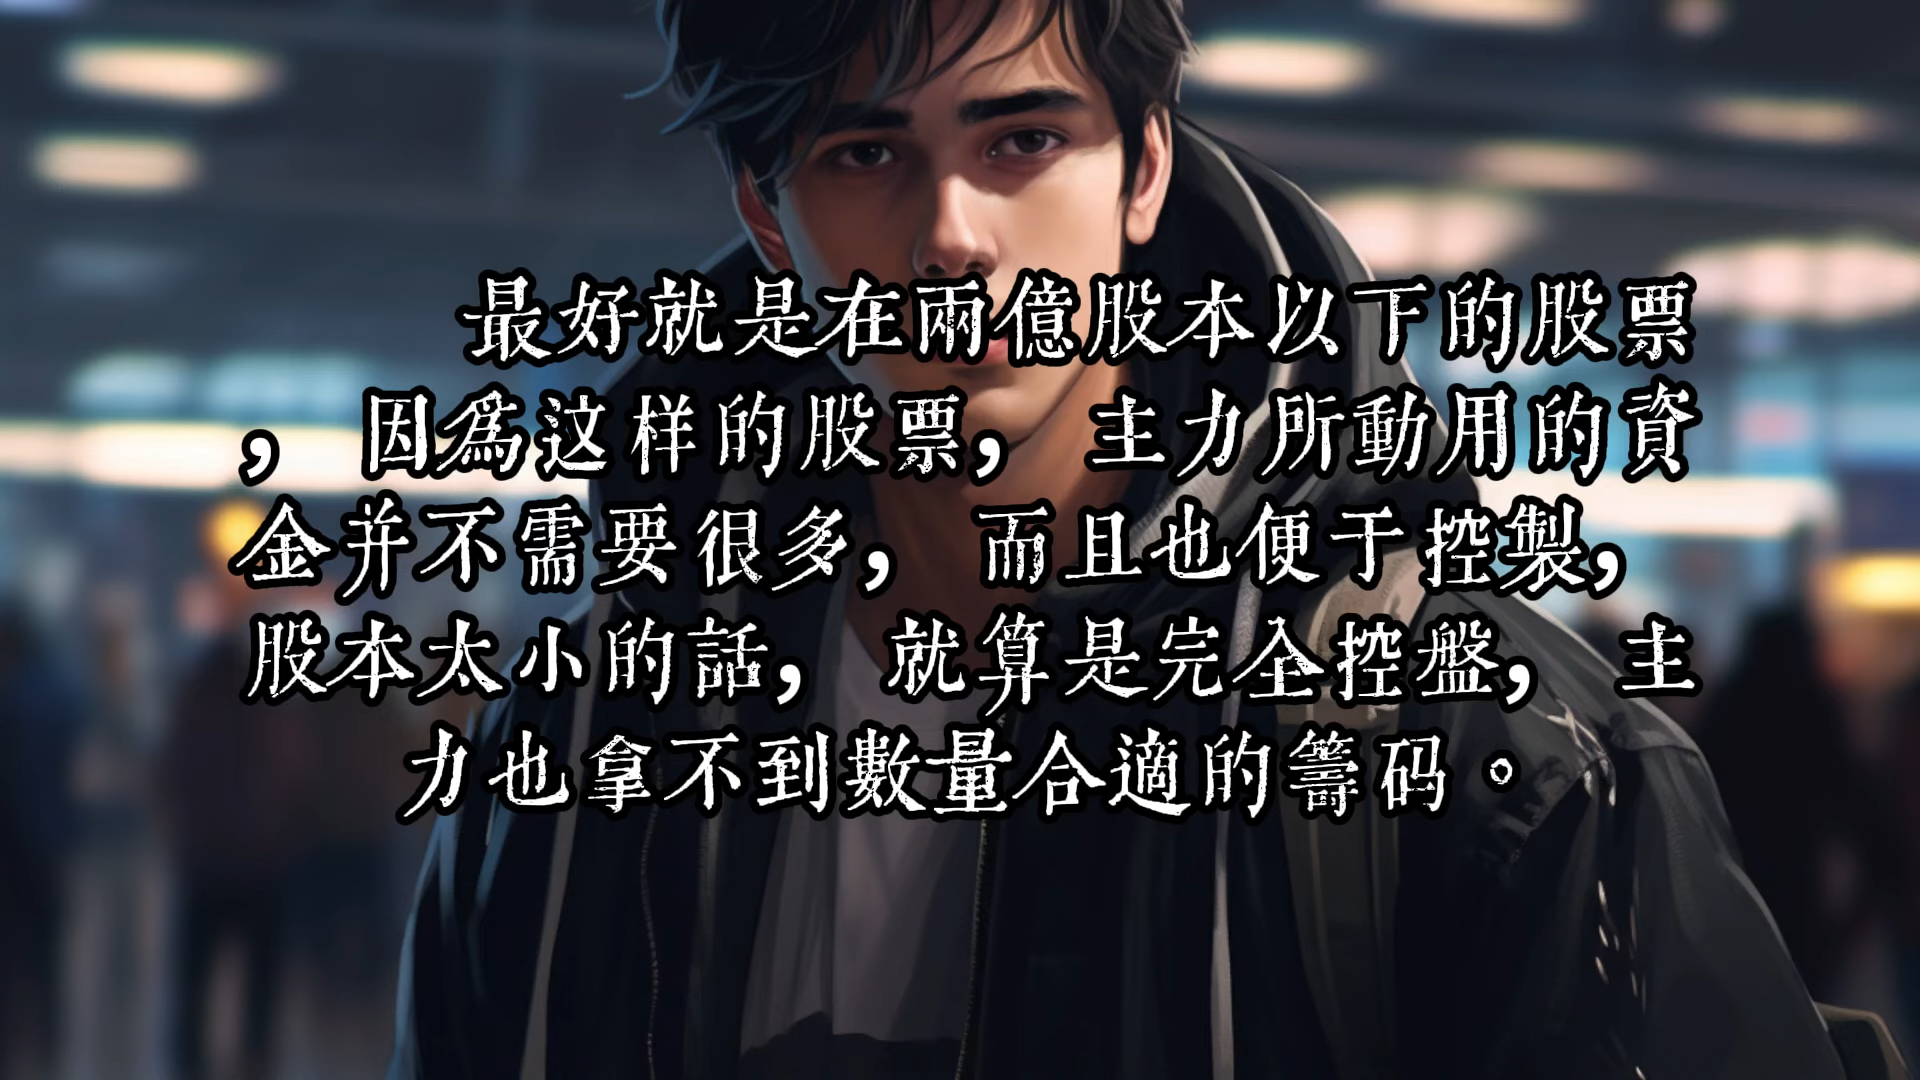 最好就是在兩億股本以下的股票
，因為这样的股票，主力所動用的資
金并不需要很多，而且也便于控製，
股本太小的話，就算是完全控盤，主
力也拿不到數量合適的籌码。